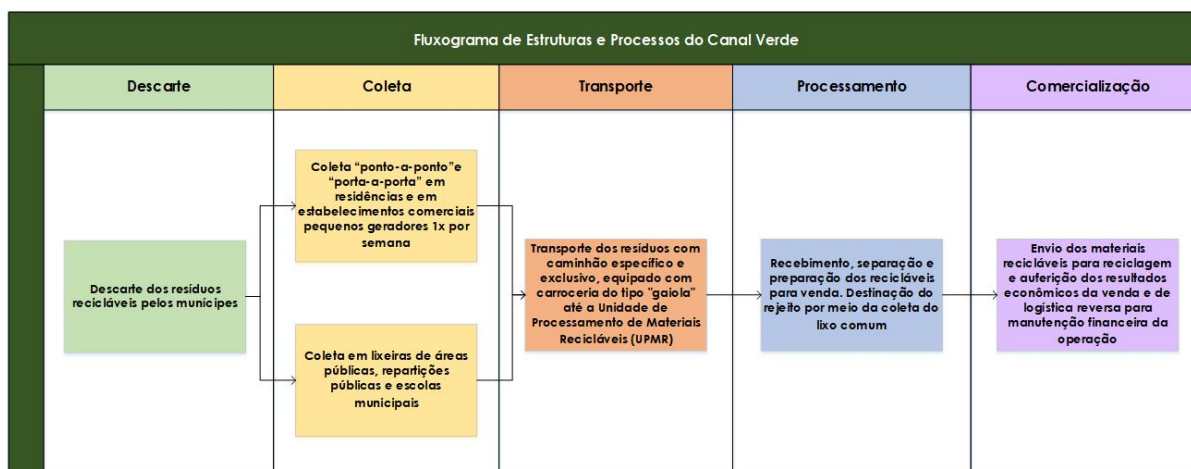 Fluxograma de Estruturas e Processos do Canal Verde
Descarte
Coleta
Transporte
Processamento
Comercialização
Descarte dos resíduos
recicláveis pelos munícipes
Coleta “ponto-a-ponto”e
“porta-a-porta” em
residências e em
estabelecimentos comerciais
pequenos geradores 1x por
semana
Coleta em lixeiras de áreas
públicas, repartições
públicas e escolas
municipais
Transporte dos resíduos com
caminhão específico e
exclusivo, equipado com
carroceria do tipo "gaiola"
até a Unidade de
Processamento de Materiais
Recicláveis (UPMR)
Recebimento, separação e
preparação dos recicláveis
para venda. Destinação do
rejeito por meio da coleta do
lixo comum
Envio dos materiais
recicláveis para reciclagem
e auferição dos resultados
econômicos da venda e de
logística reversa para
manutenção financeira da
operação